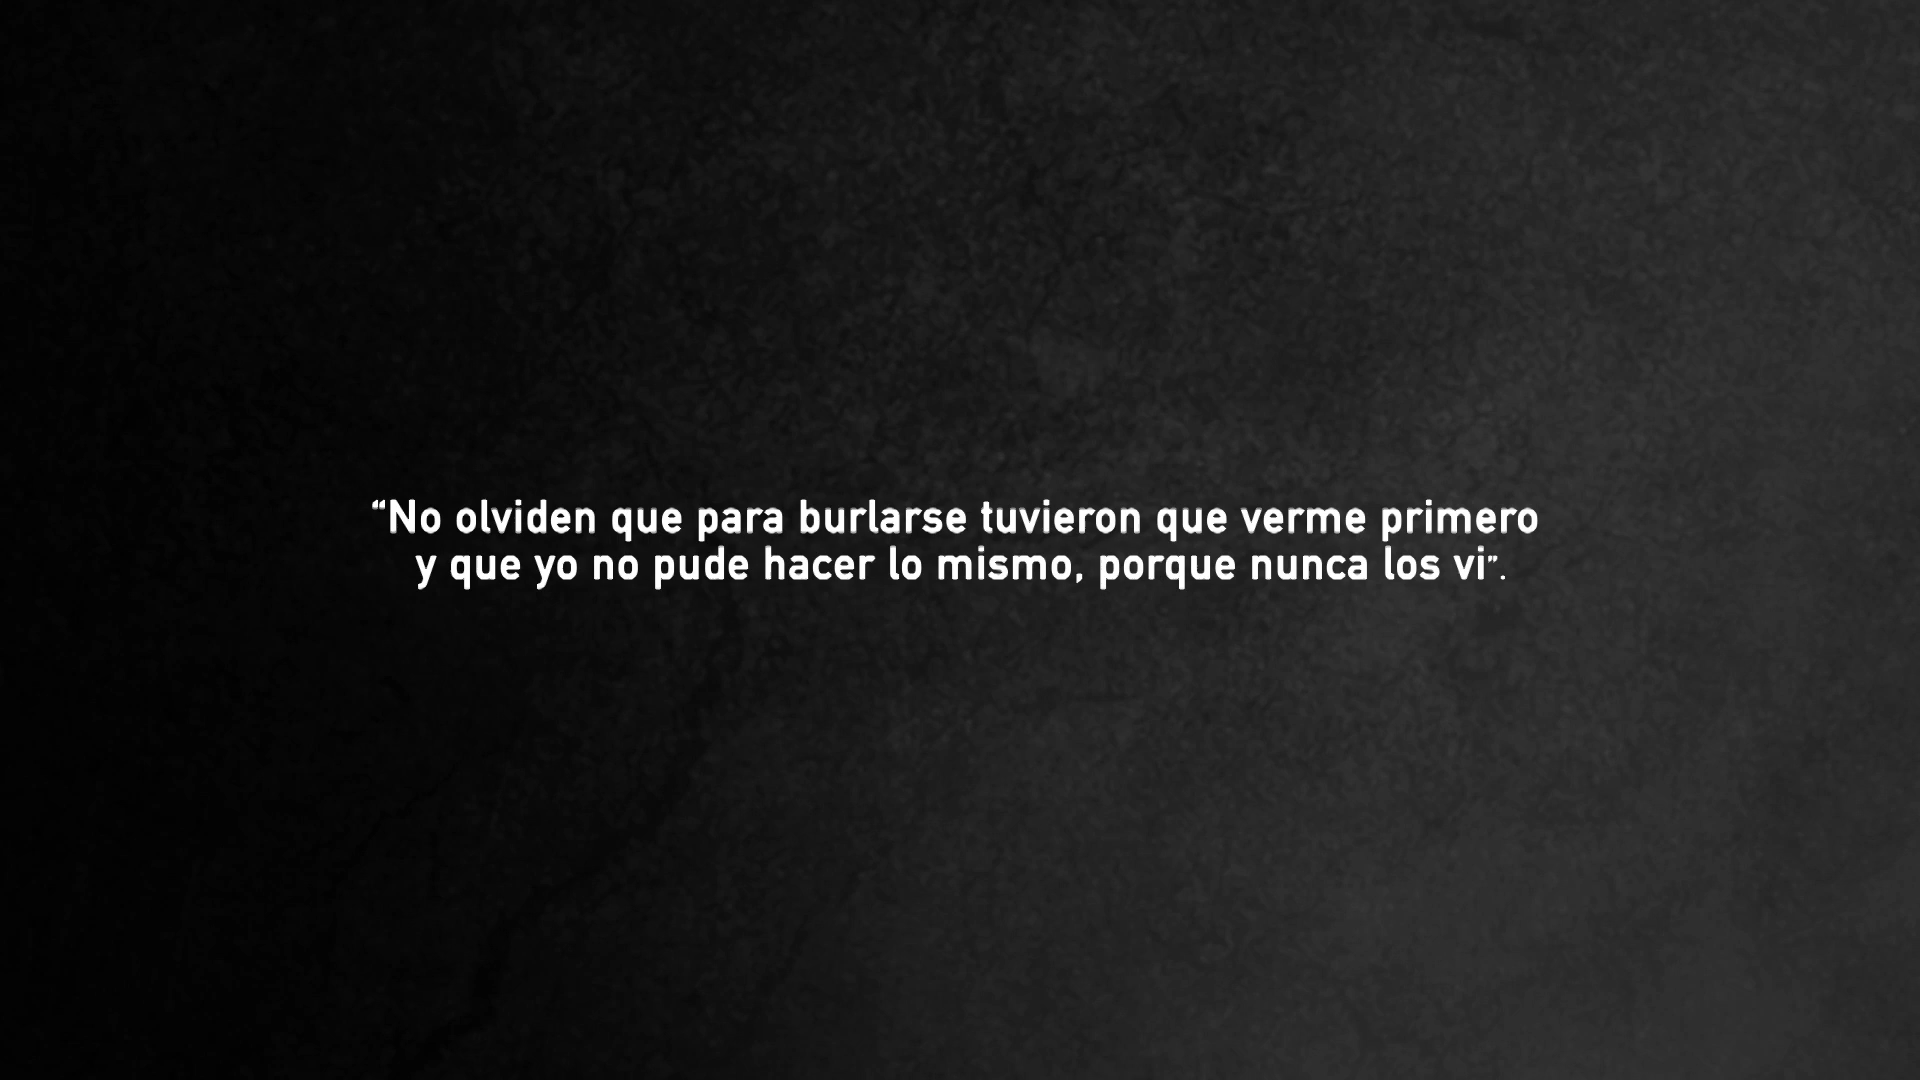 “No olviden que para burlarse tuvieron que verme primero
y que yo no pude hacer lo mismo, porque nunca los vi”.